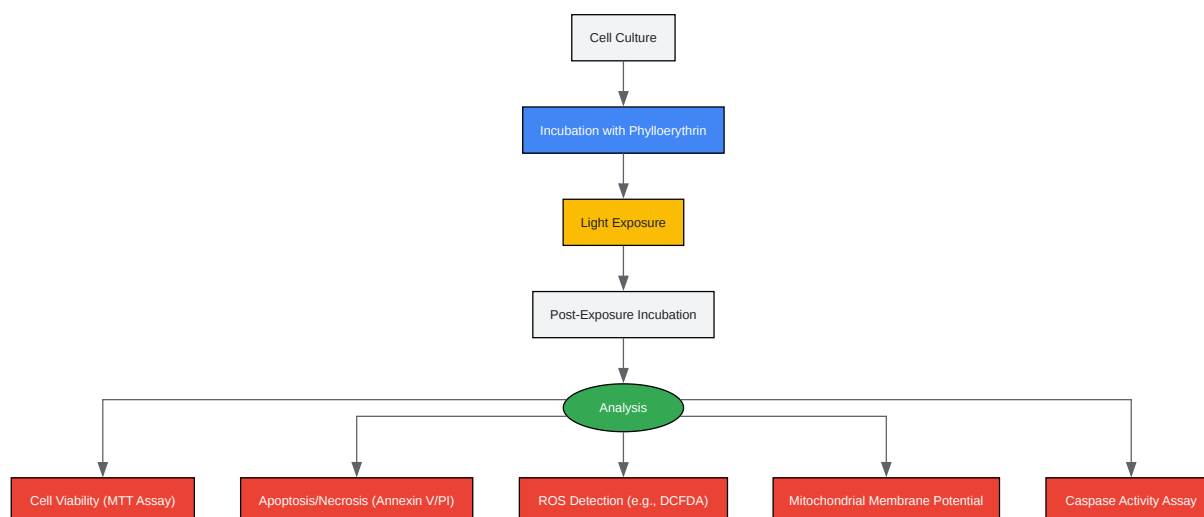 Cell Culture
Incubation with Phylloerythrin
Light Exposure
Post-Exposure Incubation
Analysis
Cell Viability (MTT Assay)
Apoptosis/Necrosis (Annexin V/PI)
ROS Detection (e.g., DCFDA)
Mitochondrial Membrane Potential
Caspase Activity Assay